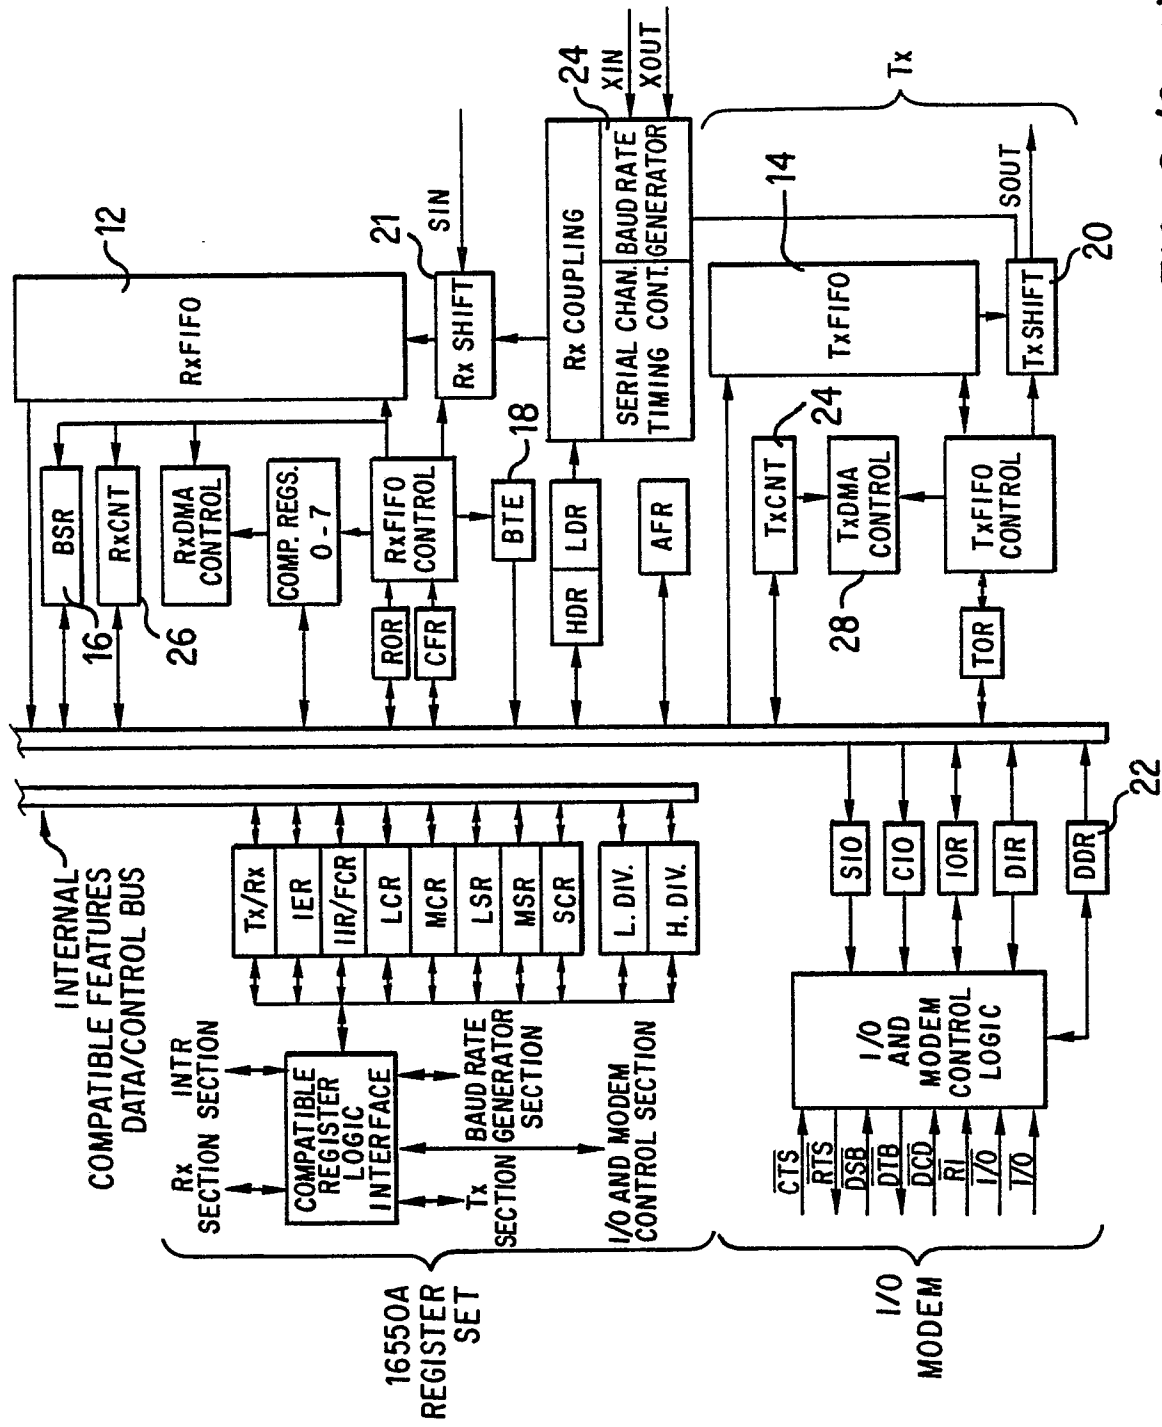 INTERNAL
COMPATIBLE FEATURES
DATA/CONTROL BUS
16550A
REGISTER
SET
Rx
SECTION
INTR
SECTION
COMPATIBLE
REGISTER
LOGIC
INTERFACE
Tx
SECTION
BAUD RATE
GENERATOR
SECTION
I/O AND MODEM
CONTROL SECTION
Tx/Rx
IER
IIR/FCR
LCR
MCR
LSR
MSR
SCR
L. DIV.
H. DIV.
I/O
MODEM
CTS
RTS
DSB
DTB
DCD
RI
I/O
I/O
I/O
AND
MODEM
CONTROL
LOGIC
SIO
CIO
IOR
DIR
DDR
22
BSR
16
RxCNT
26
RxDMA
CONTROL
COMP. REGS.
0-7
ROR
CFR
RxFIFO
CONTROL
BTE
18
RxFIFO
12
Rx SHIFT
21
SIN
HDR
LDR
Rx COUPLING
SERIAL CHAN.
TIMING CONT.
BAUD RATE
GENERATOR
24
XIN
XOUT
AFR
TxCNT
24
TxDMA
CONTROL
28
TOR
TxFIFO
CONTROL
TxFIFO
14
TxSHIFT
20
SOUT
Tx